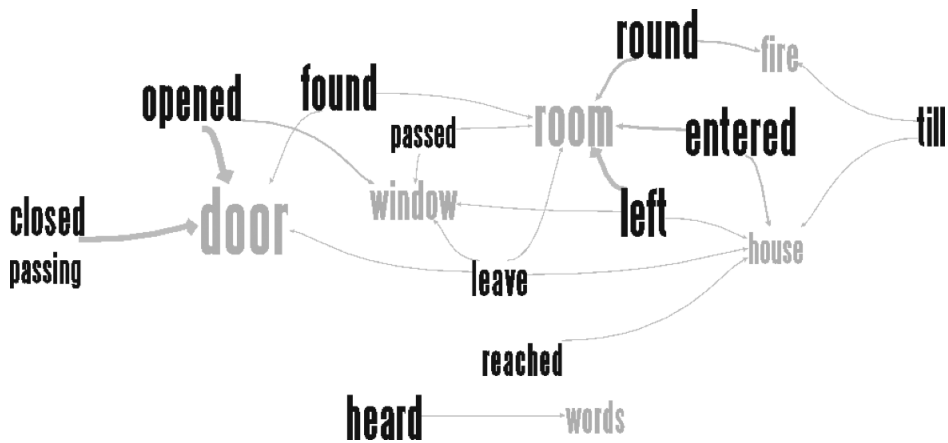 round
fire
found
opened
room
passed
entered
till
window
left
closed
door
house
passing
leave
reached
heard
words